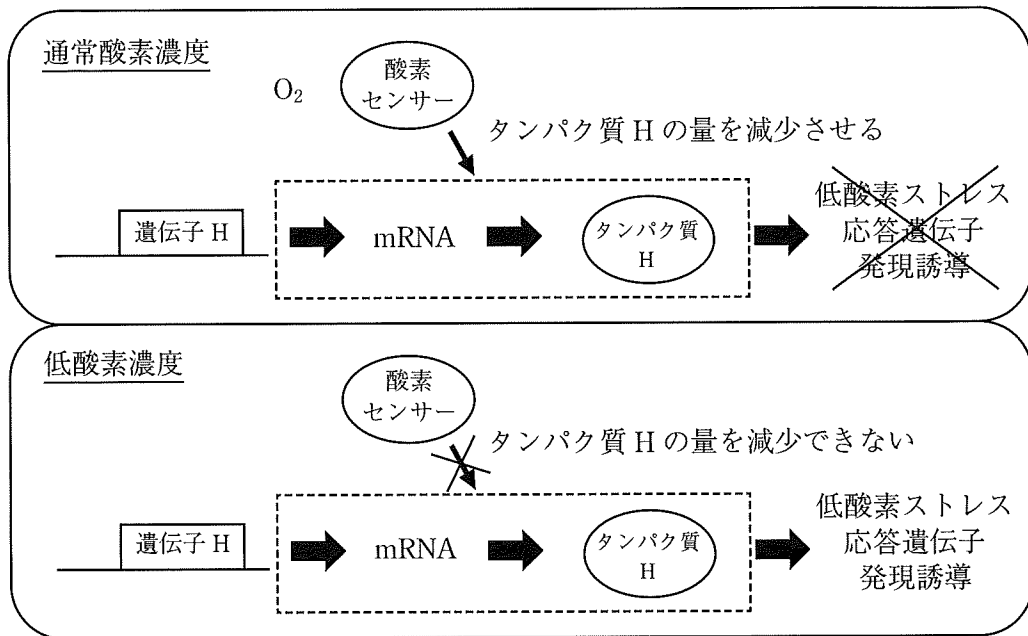 通常酸素濃度
O₂
酸素
センサー
タンパク質 H の量を減少させる
遺伝子 H
mRNA
タンパク質
H
低酸素ストレス
応答遺伝子
発現誘導
低酸素濃度
酸素
センサー
タンパク質 H の量を減少できない
遺伝子 H
mRNA
タンパク質
H
低酸素ストレス
応答遺伝子
発現誘導